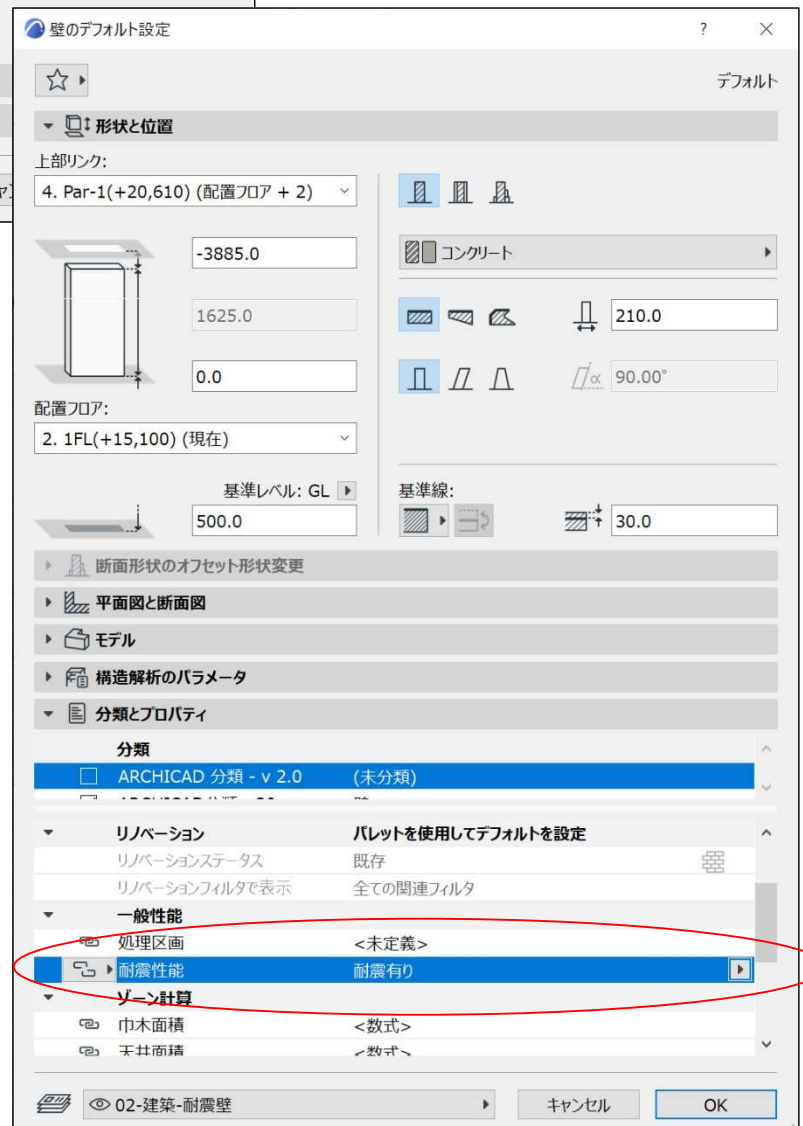 壁のデフォルト設定
?
デフォルト
形状と位置
上部リンク:
4. Par-1(+20,610) (配置フロア + 2)
-3885.0
コンクリート
1625.0
210.0
0.0
α 90.00°
配置フロア:
2. 1FL(+15,100) (現在)
基準レベル: GL
基準線:
500.0
30.0
断面形状のオフセット形状変更
平面図と断面図
モデル
構造解析のパラメータ
分類とプロパティ
分類
ARCHICAD 分類 - v 2.0 (未分類)
リノベーション パレットを使用してデフォルトを設定
リノベーションステータス 既存
リノベーションフィルタで表示 全ての関連フィルタ
一般性能
処理区画 <未定義>
耐震性能 耐震有り
ゾーン計算
巾木面積 <数式>
天井面積 <数式>
02-建築-耐震壁
キャンセル
OK